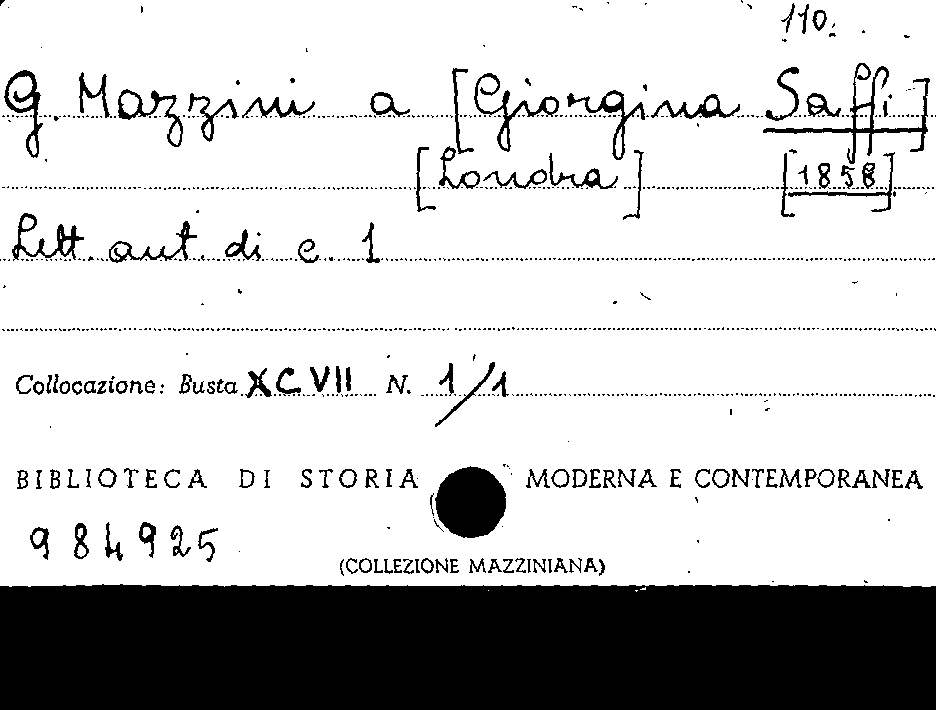 110.
G. Mazzini a [Giorgina Saffi]
[Londra] [1858]
Lett. aut. di c. 1
Collocazione: Busta XCVII N. 1/1
BIBLIOTECA DI STORIA MODERNA E CONTEMPORANEA
984925
(COLLEZIONE MAZZINIANA)